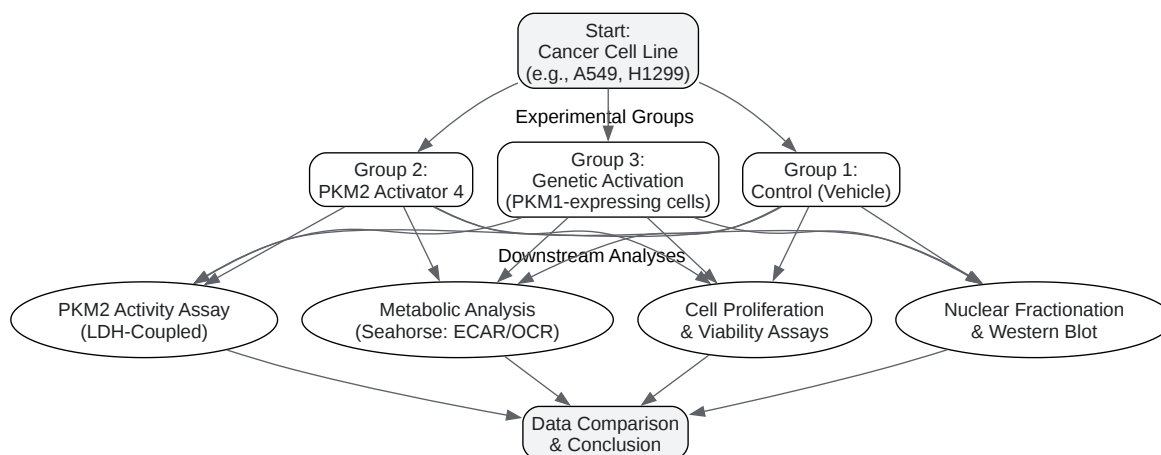 Start:
Cancer Cell Line
(e.g., A549, H1299)
Experimental Groups
Group 2:
PKM2 Activator 4
Group 3:
Genetic Activation
(PKM1-expressing cells)
Group 1:
Control (Vehicle)
Downstream Analyses
PKM2 Activity Assay
(LDH-Coupled)
Metabolic Analysis
(Seahorse: ECAR/OCR)
Cell Proliferation
& Viability Assays
Nuclear Fractionation
& Western Blot
Data Comparison
& Conclusion